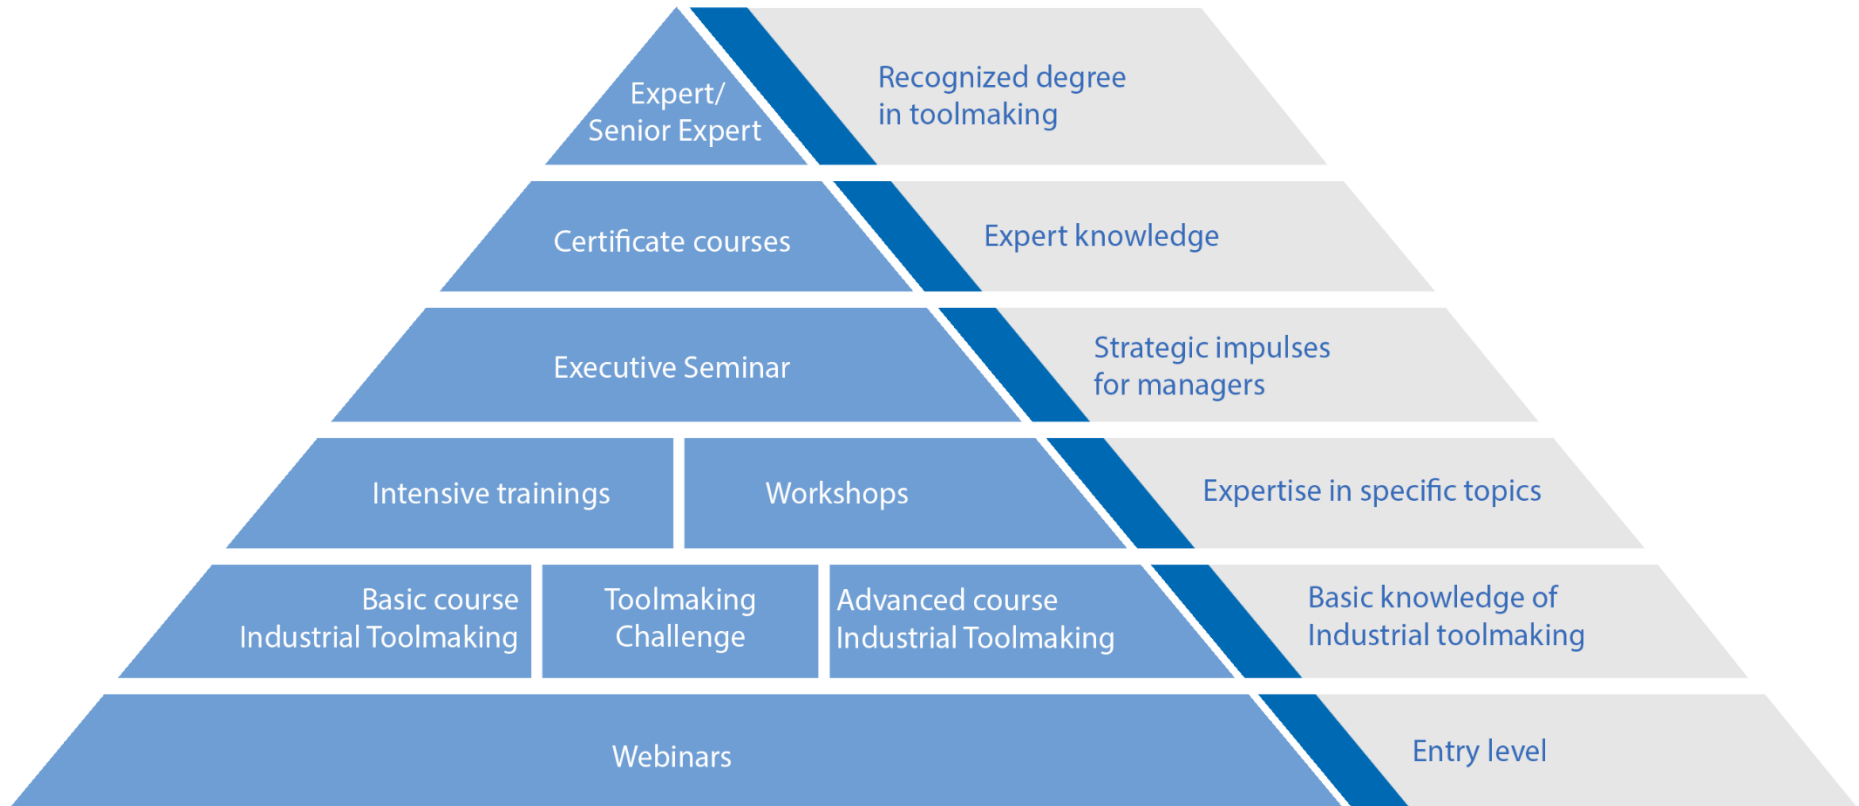 Expert/
Senior Expert
Recognized degree
in toolmaking
Certificate courses
Expert knowledge
Executive Seminar
Strategic impulses
for managers
Intensive trainings
Workshops
Expertise in specific topics
Basic course
Industrial Toolmaking
Toolmaking
Challenge
Advanced course
Industrial Toolmaking
Basic knowledge of
Industrial toolmaking
Webinars
Entry level